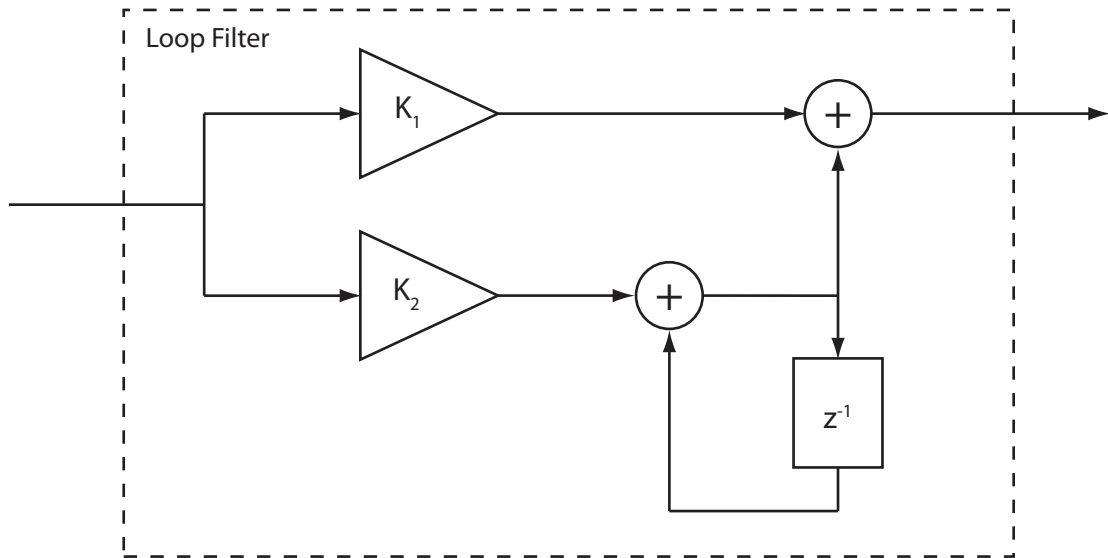 Loop Filter
K₁
+
K₂
+
z⁻¹